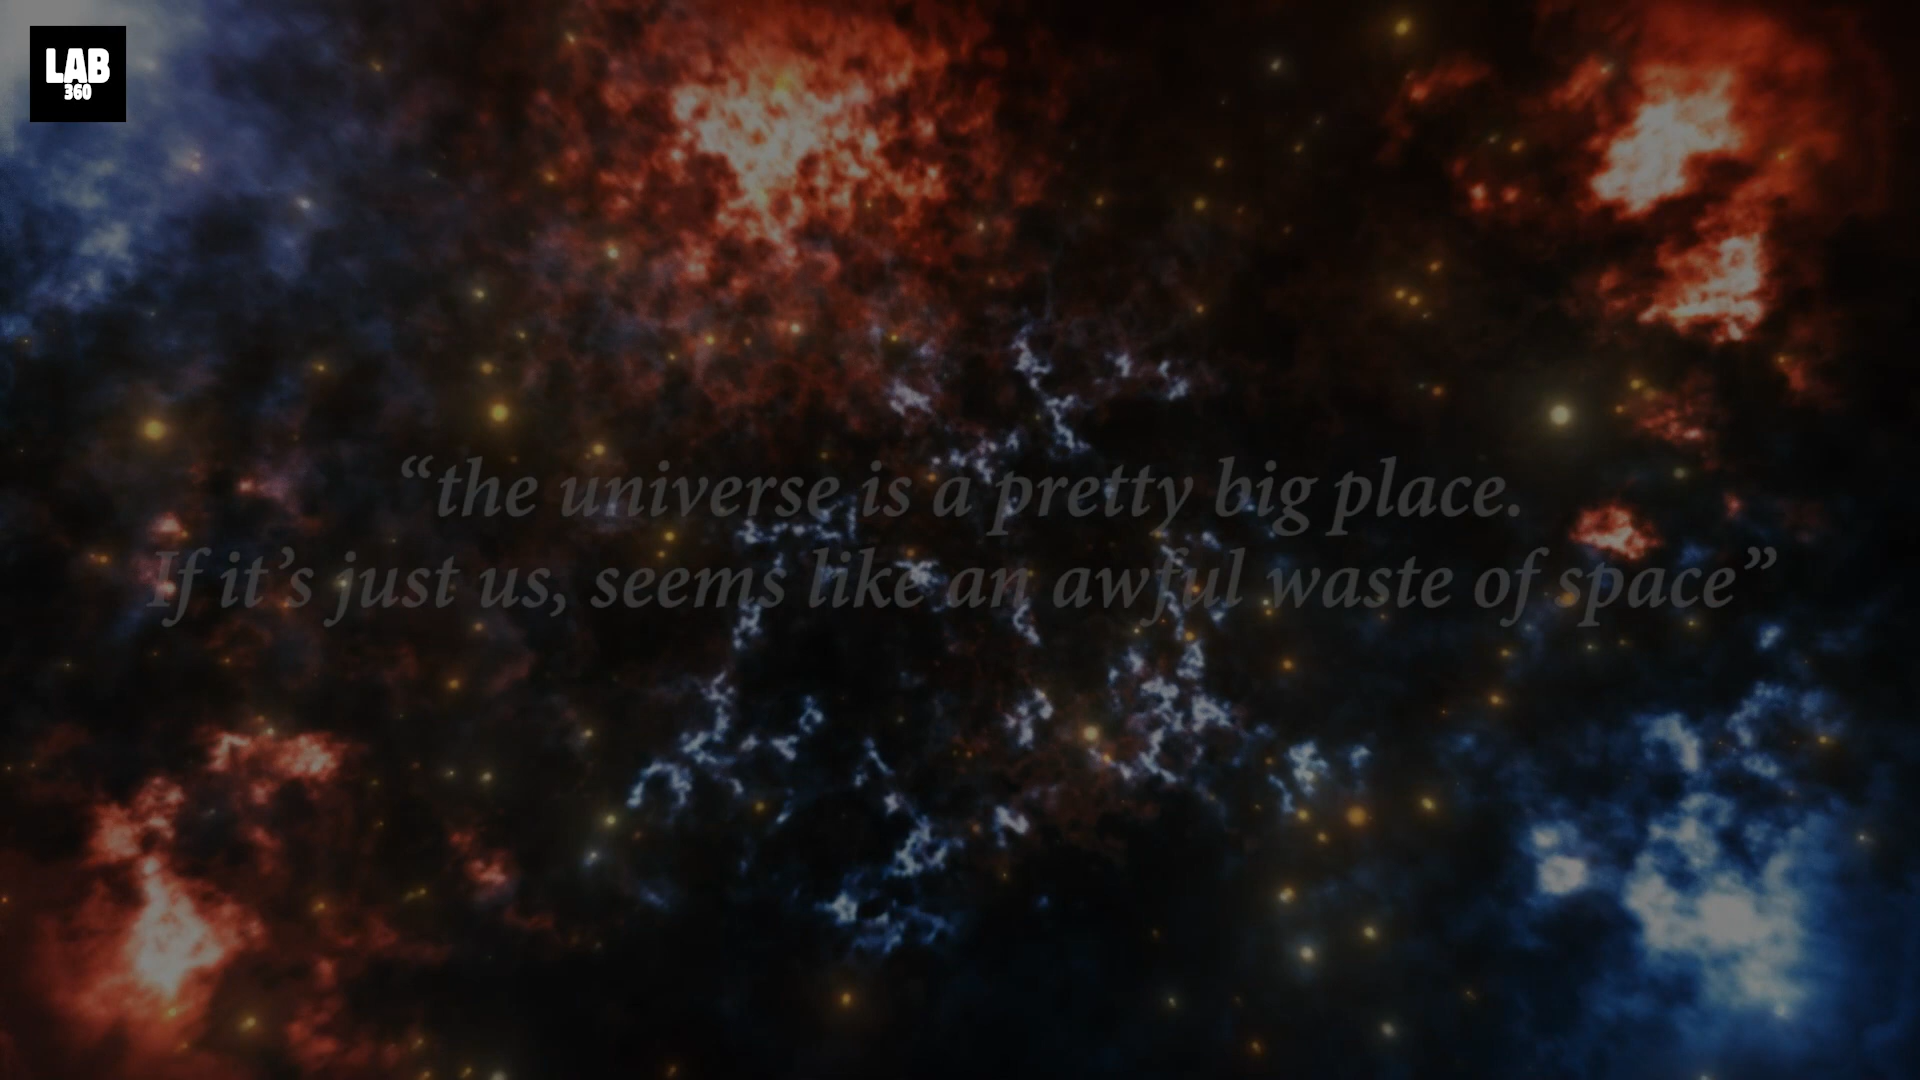 LAB
360
“the universe is a pretty big place.
If it’s just us, seems like an awful waste of space”